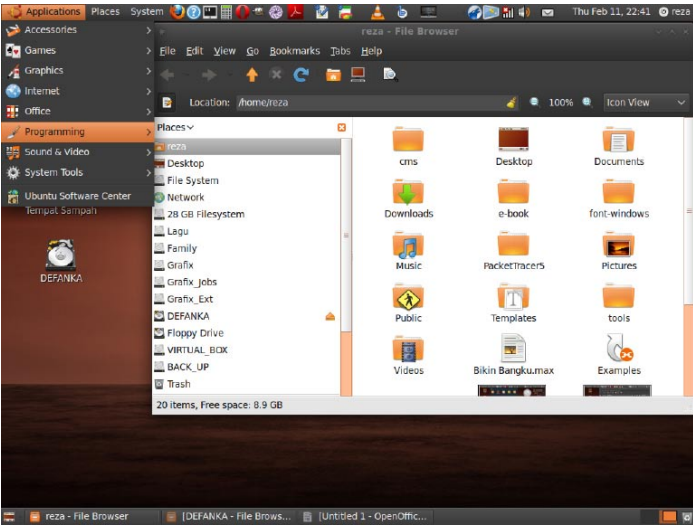 Applications Places System
Thu Feb 11, 22:41 reza
Accessories
Games
Graphics
Internet
Office
Programming
Sound & Video
System Tools
Ubuntu Software Center
reza - File Browser
File Edit View Go Bookmarks Tabs Help
Location: /home/reza
100% Icon View
Places
reza
Desktop
File System
Network
28 GB Filesystem
Lagu
Family
Grafix
Grafix_Jobs
Grafix_Ext
DEFANKA
Floppy Drive
VIRTUAL_BOX
BACK_UP
Trash
cms Desktop Documents
Downloads e-book font-windows
Music PacketTracer5 Pictures
Public Templates tools
Videos Bikin Bangku.max Examples
20 items, Free space: 8.9 GB
Tempat Sampah
DEFANKA
reza - File Browser [DEFANKA - File Brows... [Untitled 1 - OpenOffic...